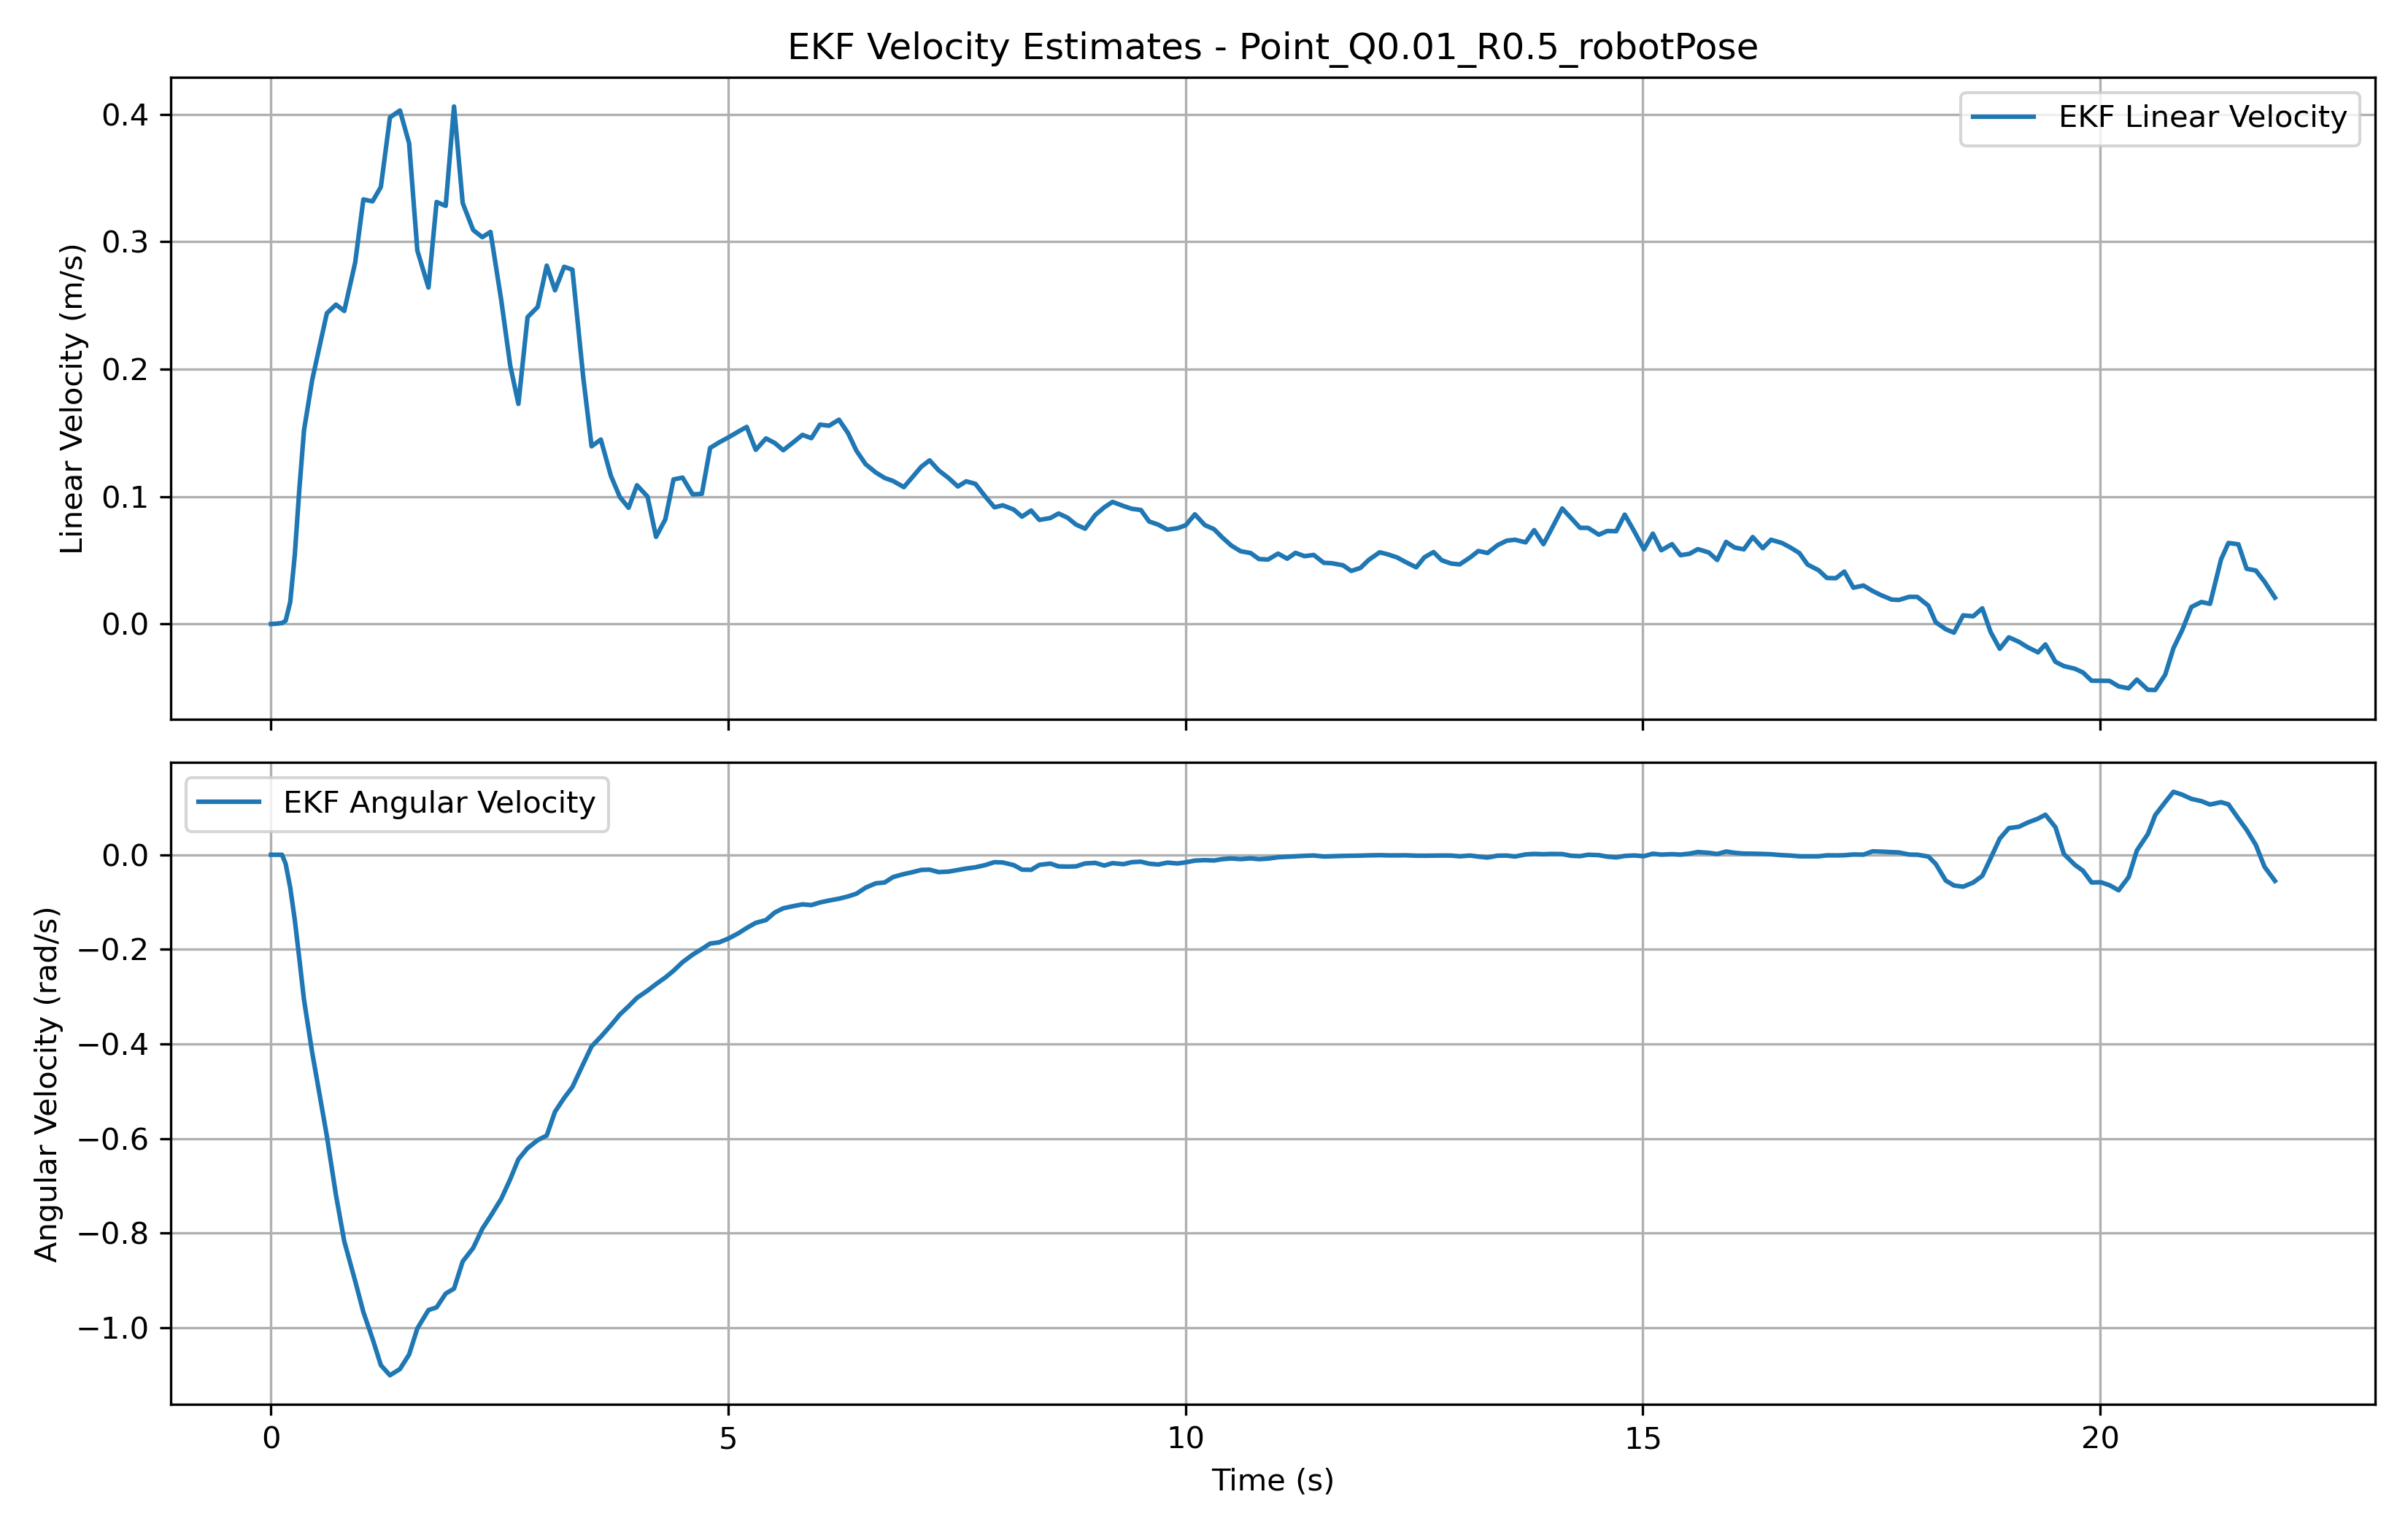 EKF Velocity Estimates - Point_Q0.01_R0.5_robotPose
EKF Linear Velocity
Linear Velocity (m/s)
0.4
0.3
0.2
0.1
0.0
EKF Angular Velocity
Angular Velocity (rad/s)
0.0
−0.2
−0.4
−0.6
−0.8
−1.0
0 5 10 15 20
Time (s)